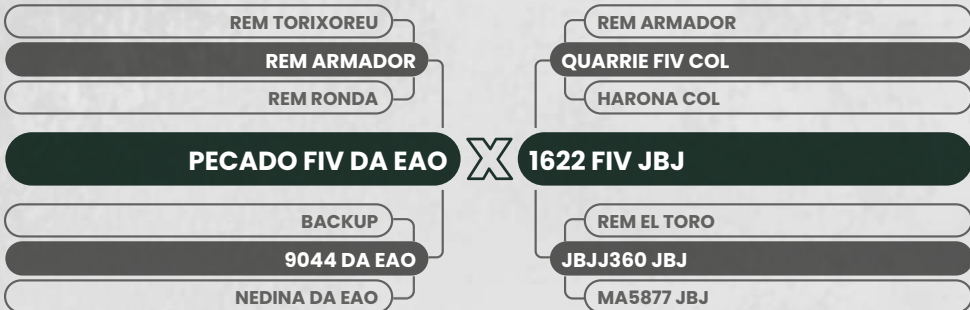 REM TORIXOREU
REM ARMADOR
REM RONDA
PECADO FIV DA EAO
BACKUP
9044 DA EAO
NEDINA DA EAO
X
REM ARMADOR
QUARRIE FIV COL
HARONA COL
1622 FIV JBJ
REM EL TORO
JBJJ360 JBJ
MA5877 JBJ